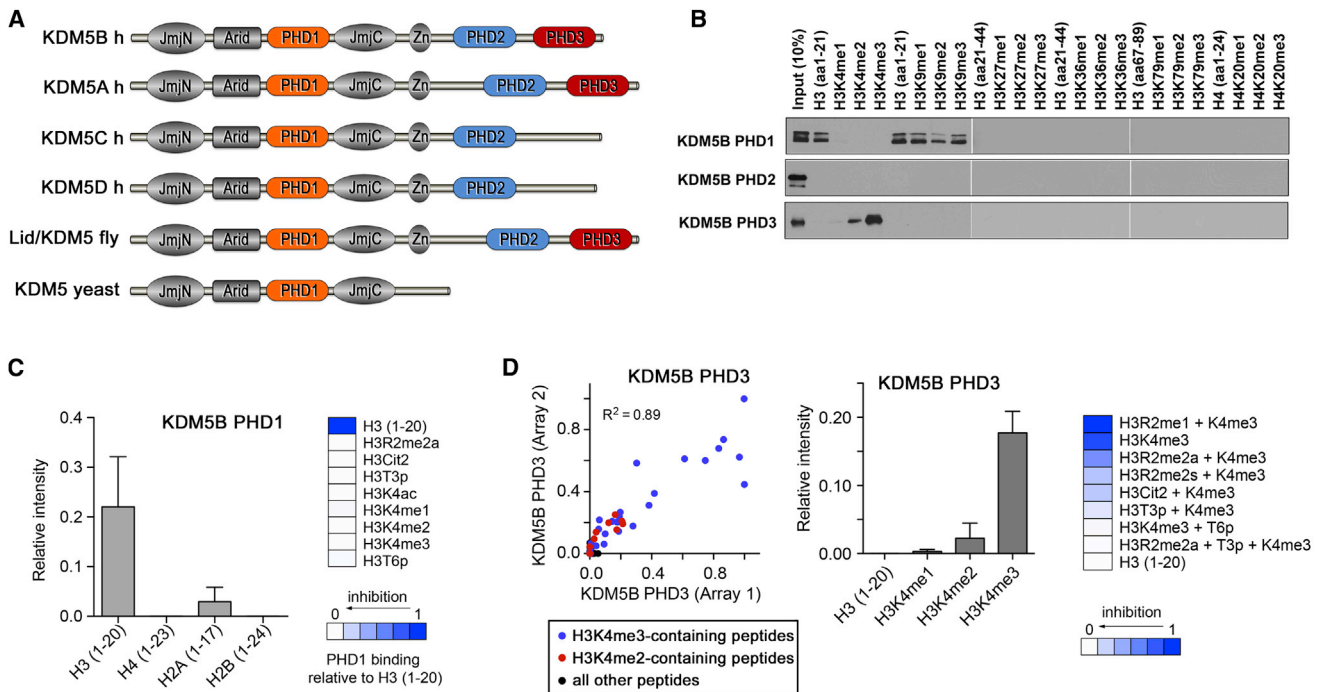 A
KDM5B h JmjN Arid PHD1 JmjC Zn PHD2 PHD3
KDM5A h JmjN Arid PHD1 JmjC Zn PHD2 PHD3
KDM5C h JmjN Arid PHD1 JmjC Zn PHD2
KDM5D h JmjN Arid PHD1 JmjC Zn PHD2
Lid/KDM5 fly JmjN Arid PHD1 JmjC Zn PHD2 PHD3
KDM5 yeast JmjN Arid PHD1 JmjC
B
Input (10%)
H3 (aa1-21)
H3K4me1
H3K4me2
H3K4me3
H3 (aa1-21)
H3K9me1
H3K9me2
H3K9me3
H3 (aa21-44)
H3K27me1
H3K27me2
H3K27me3
H3 (aa21-44)
H3K36me1
H3K36me2
H3K36me3
H3 (aa67-89)
H3K79me1
H3K79me2
H3K79me3
H4 (aa1-24)
H4K20me1
H4K20me2
H4K20me3
KDM5B PHD1
KDM5B PHD2
KDM5B PHD3
C
KDM5B PHD1
Relative intensity
0.4
0.3
0.2
0.1
0.0
H3 (1-20)
H4 (1-23)
H2A (1-17)
H2B (1-24)
H3 (1-20)
H3R2me2a
H3Cit2
H3T3p
H3K4ac
H3K4me1
H3K4me2
H3K4me3
H3T6p
inhibition
0 1
PHD1 binding
relative to H3 (1-20)
D
KDM5B PHD3
R2 = 0.89
KDM5B PHD3 (Array 2)
0.8
0.4
0.0
0.0 0.4 0.8
KDM5B PHD3 (Array 1)
H3K4me3-containing peptides
H3K4me2-containing peptides
all other peptides
KDM5B PHD3
Relative intensity
0.20
0.10
0.00
H3 (1-20)
H3K4me1
H3K4me2
H3K4me3
H3R2me1 + K4me3
H3K4me3
H3R2me2a + K4me3
H3R2me2s + K4me3
H3Cit2 + K4me3
H3T3p + K4me3
H3K4me3 + T6p
H3R2me2a + T3p + K4me3
H3 (1-20)
inhibition
0 1